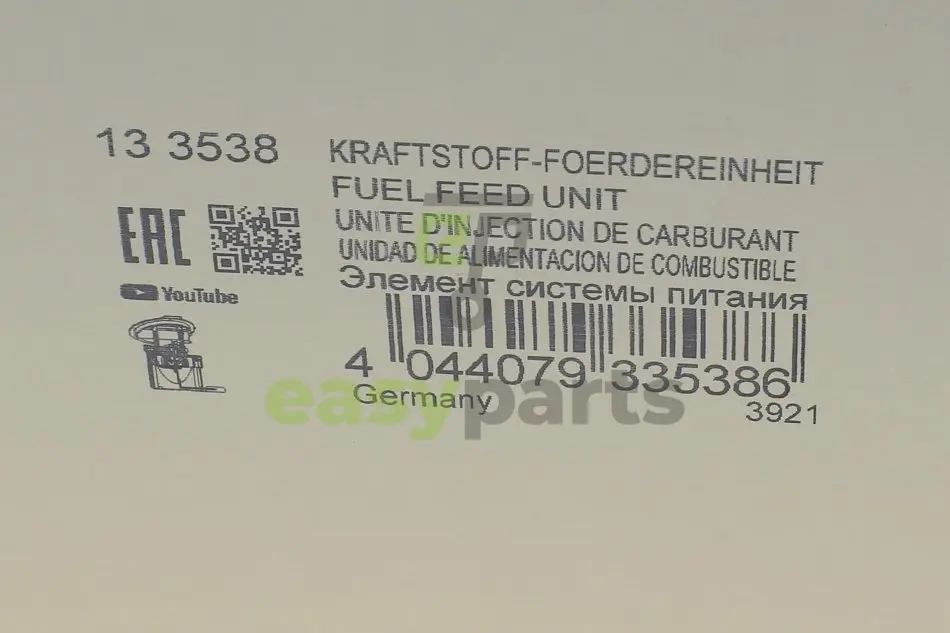 13 3538
KRAFTSTOFF-FOERDEREINHEIT
FUEL FEED UNIT
UNITE D'INJECTION DE CARBURANT
UNIDAD DE ALIMENTACION DE COMBUSTIBLE
Элемент системы питания
EAC
YouTube
4 044079 335386
Germany
3921
easyparts